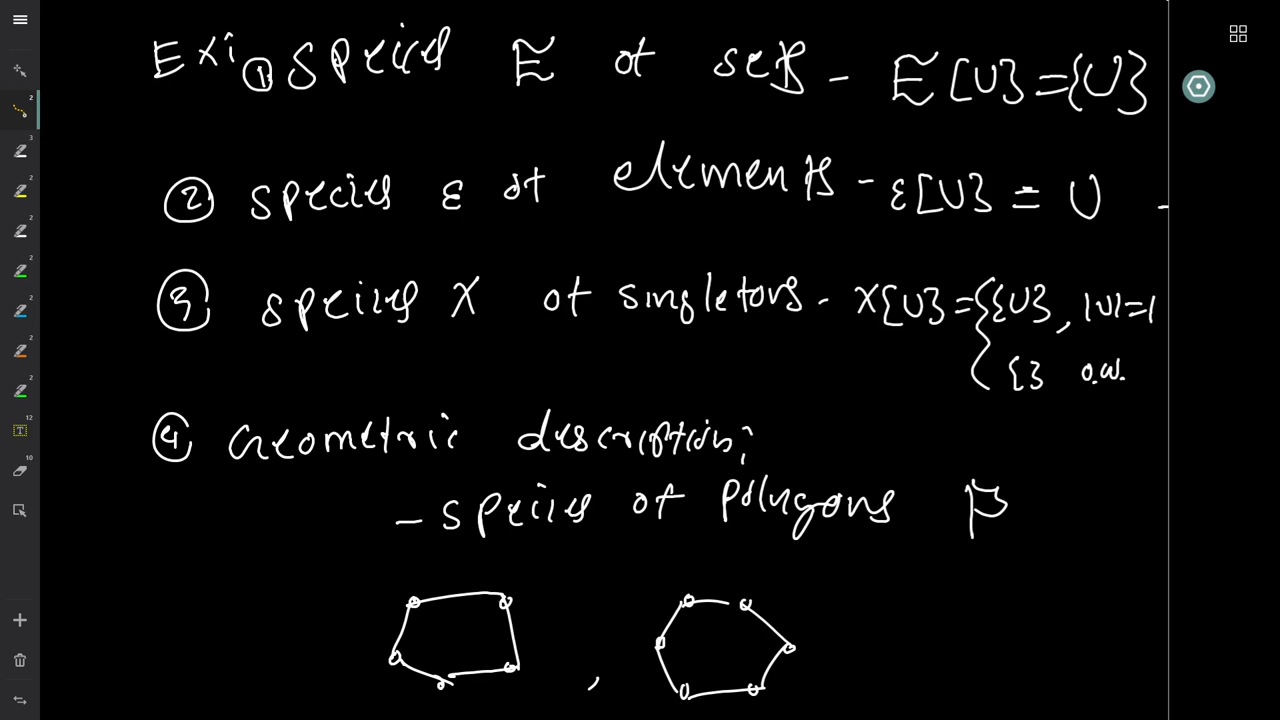 Ex: ① species E of sets - E[U] = {U}
② species ε of elements - ε[U] = U -
③ species X of singletons - X[U] = { {U}, |U|=1
{} o.w.
④ Geometric description:
- species of polygons P
,